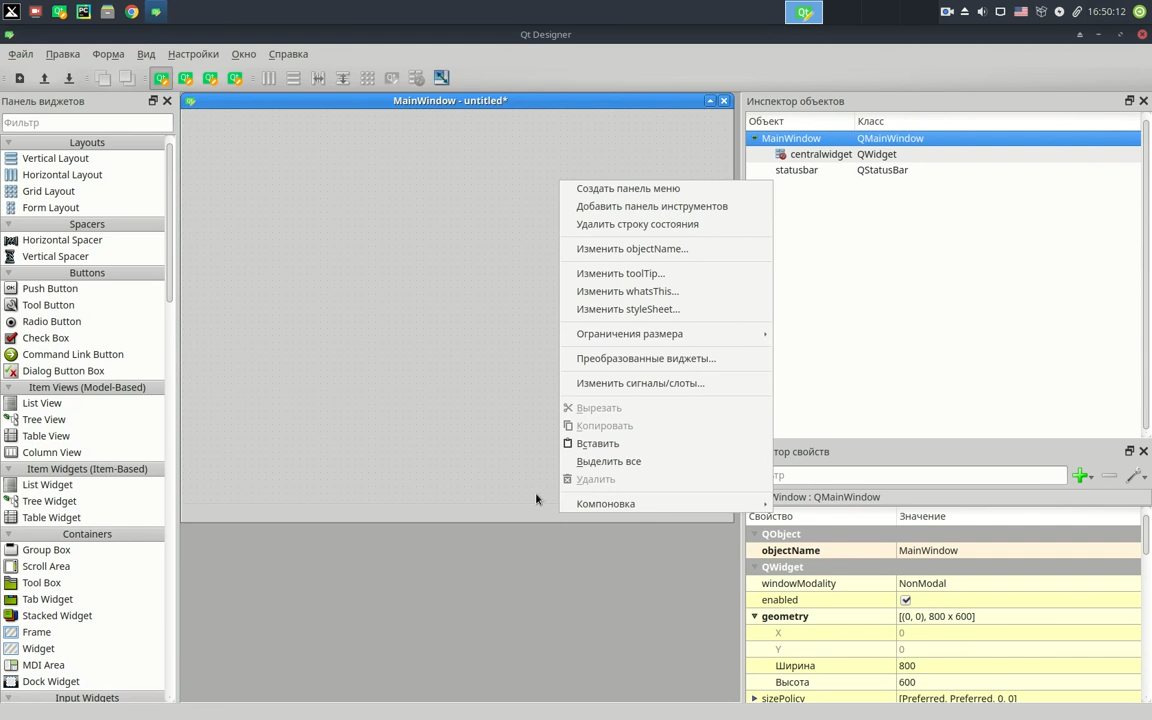 16:50:12
Qt Designer
Файл Правка Форма Вид Настройки Окно Справка
Панель виджетов
Фильтр
Layouts
Vertical Layout
Horizontal Layout
Grid Layout
Form Layout
Spacers
Horizontal Spacer
Vertical Spacer
Buttons
Push Button
Tool Button
Radio Button
Check Box
Command Link Button
Dialog Button Box
Item Views (Model-Based)
List View
Tree View
Table View
Column View
Item Widgets (Item-Based)
List Widget
Tree Widget
Table Widget
Containers
Group Box
Scroll Area
Tool Box
Tab Widget
Stacked Widget
Frame
Widget
MDI Area
Dock Widget
Input Widgets
MainWindow - untitled*
Создать панель меню
Добавить панель инструментов
Удалить строку состояния
Изменить objectName...
Изменить toolTip...
Изменить whatsThis...
Изменить styleSheet...
Ограничения размера
Преобразованные виджеты...
Изменить сигналы/слоты...
Вырезать
Копировать
Вставить
Выделить все
Удалить
Компоновка
Инспектор объектов
Объект Класс
MainWindow QMainWindow
centralwidget QWidget
statusbar QStatusBar
тор свойств
тр
Window : QMainWindow
Свойство Значение
QObject
objectName MainWindow
QWidget
windowModality NonModal
enabled
geometry [(0, 0), 800 x 600]
X 0
Y 0
Ширина 800
Высота 600
sizePolicy [Preferred, Preferred, 0, 0]